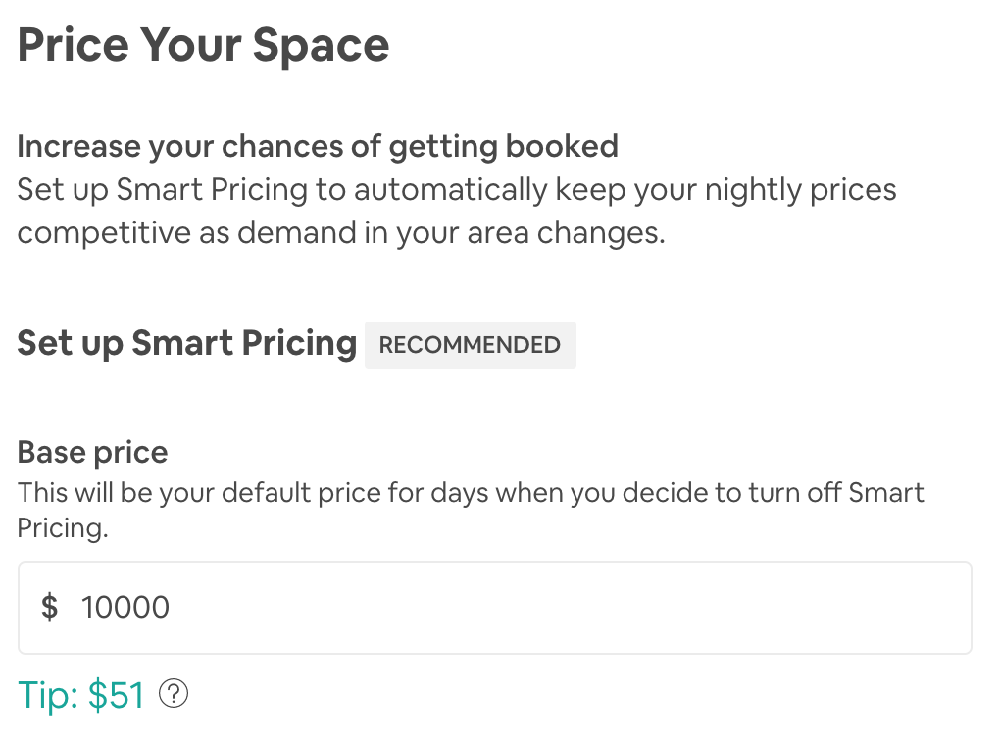 Price Your Space
Increase your chances of getting booked
Set up Smart Pricing to automatically keep your nightly prices
competitive as demand in your area changes.
Set up Smart Pricing RECOMMENDED
Base price
This will be your default price for days when you decide to turn off Smart
Pricing.
$ 10000
Tip: $51 ?